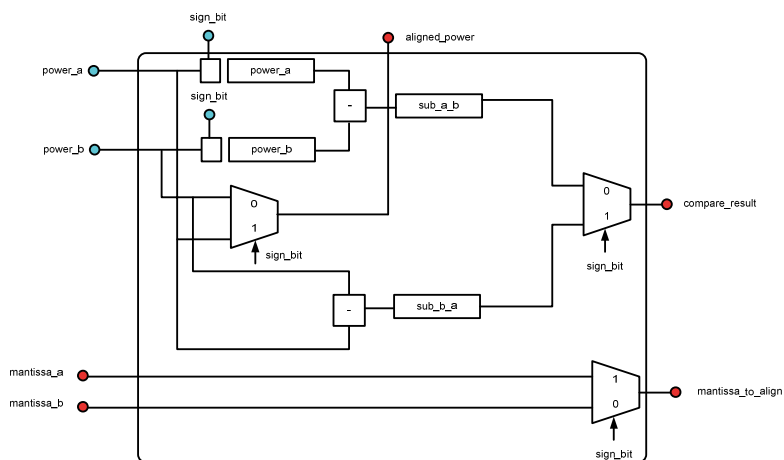 sign_bit
aligned_power
power_a
power_a
sign_bit
-
sub_a_b
power_b
power_b
0
1
sign_bit
0
1
compare_result
sign_bit
-
sub_b_a
mantissa_a
1
mantissa_to_align
mantissa_b
0
sign_bit